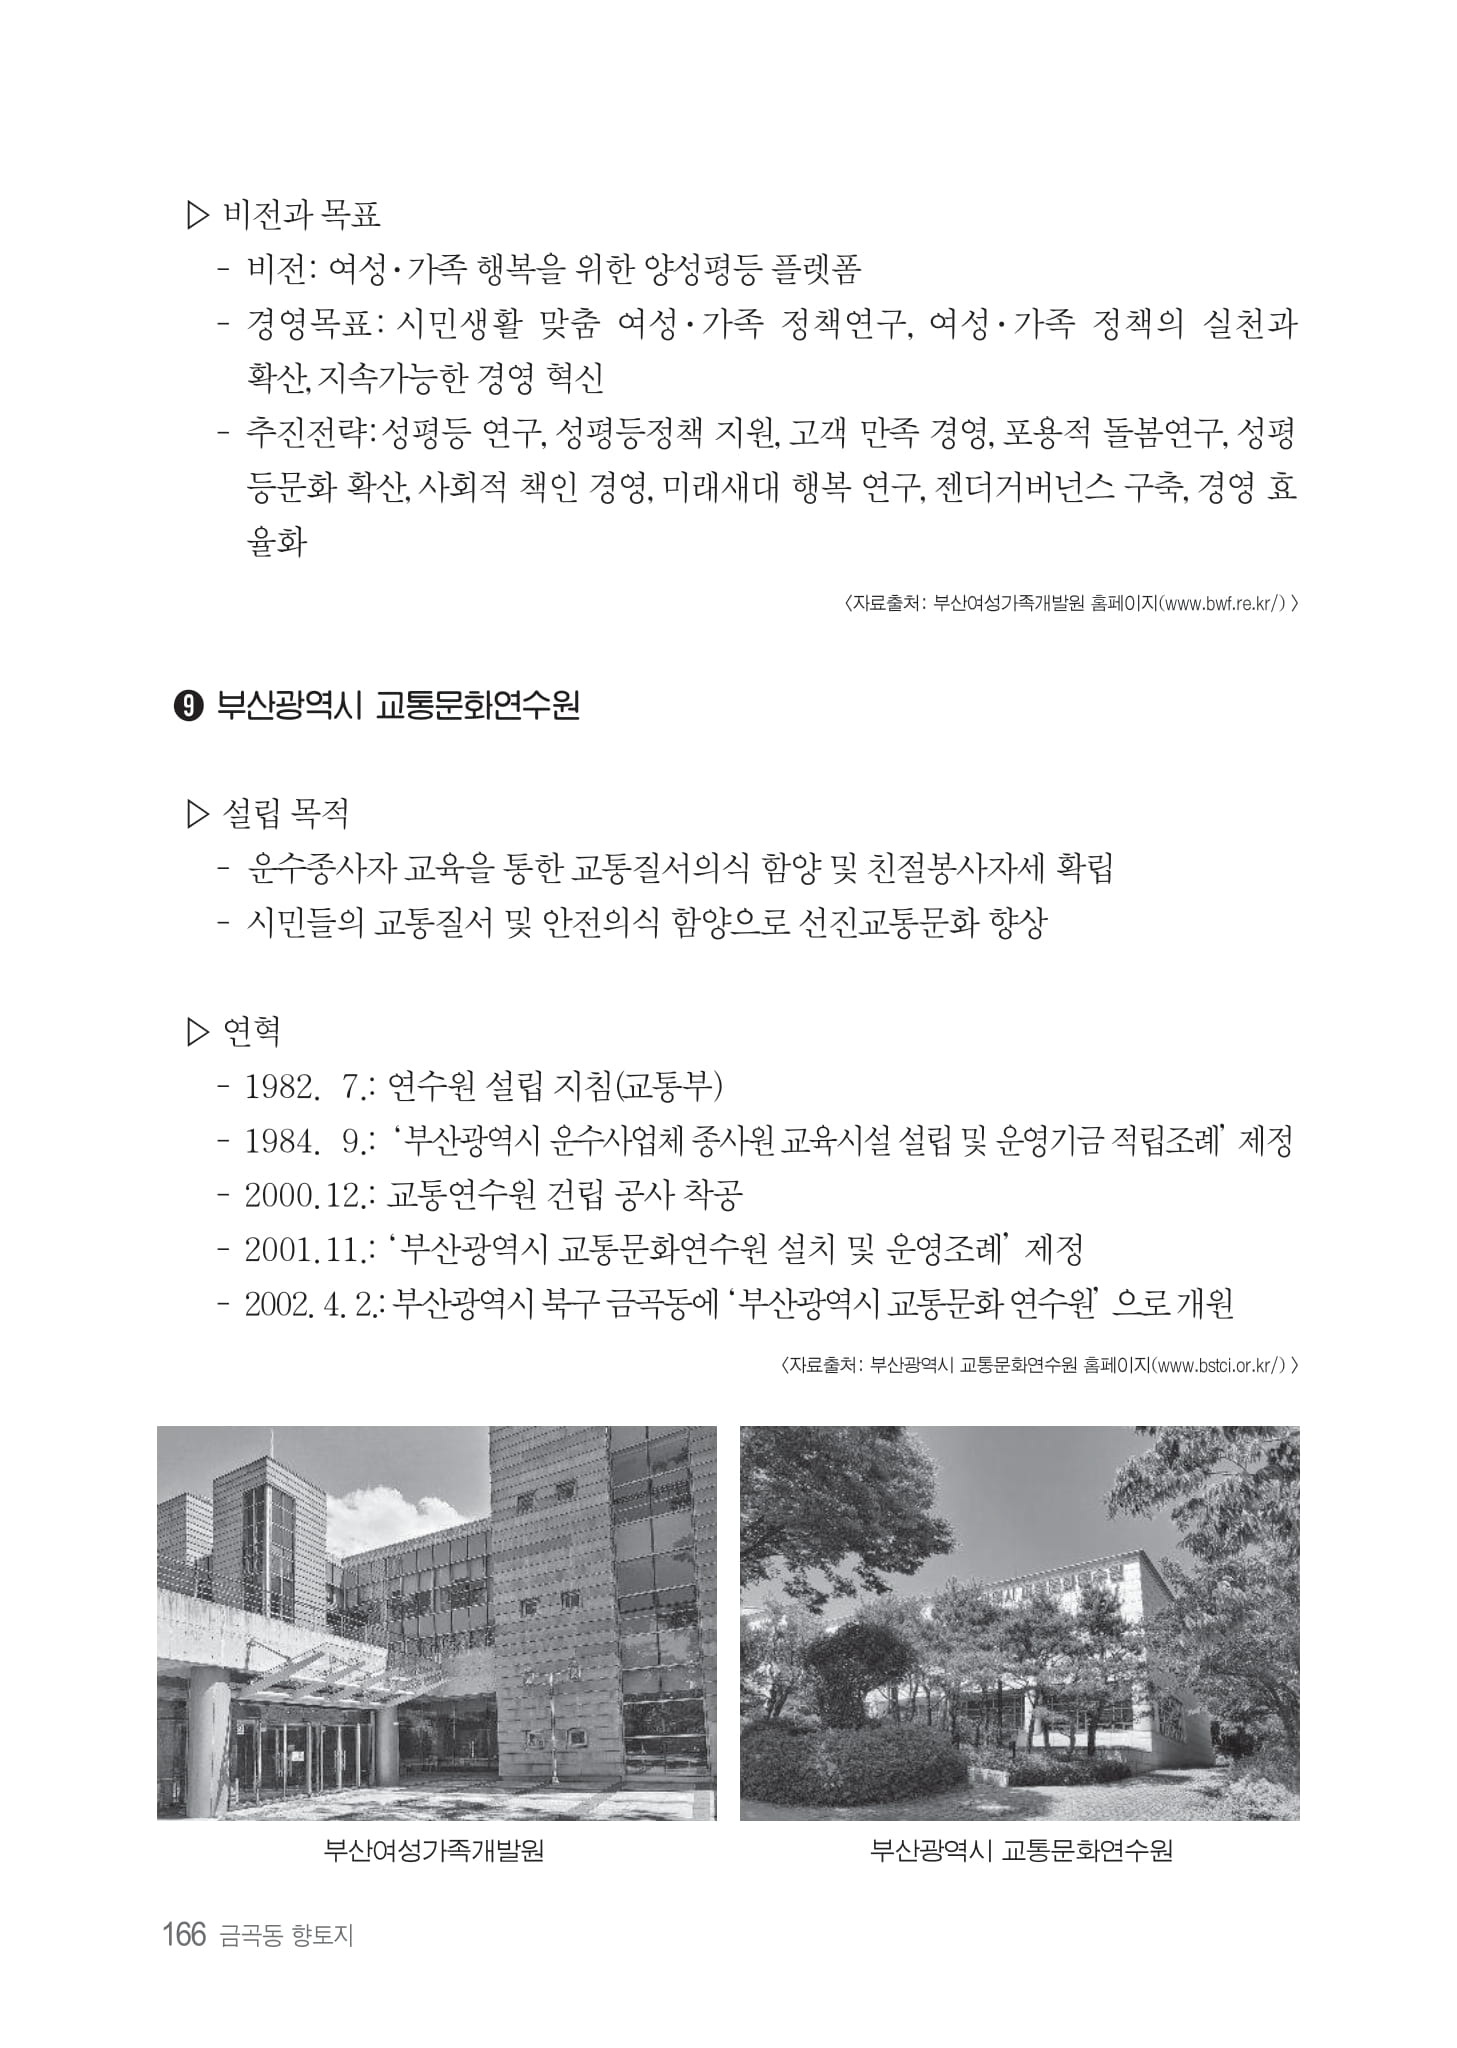 ▷ 비전과 목표
- 비전: 여성·가족 행복을 위한 양성평등 플렛폼
- 경영목표: 시민생활 맞춤 여성·가족 정책연구, 여성·가족 정책의 실천과
확산, 지속가능한 경영 혁신
- 추진전략: 성평등 연구, 성평등정책 지원, 고객 만족 경영, 포용적 돌봄연구, 성평
등문화 확산, 사회적 책인 경영, 미래새대 행복 연구, 젠더거버넌스 구축, 경영 효
율화
〈자료출처: 부산여성가족개발원 홈페이지(www.bwf.re.kr/) 〉
❾ 부산광역시 교통문화연수원
▷ 설립 목적
- 운수종사자 교육을 통한 교통질서의식 함양 및 친절봉사자세 확립
- 시민들의 교통질서 및 안전의식 함양으로 선진교통문화 향상
▷ 연혁
- 1982. 7.: 연수원 설립 지침(교통부)
- 1984. 9.: ‘부산광역시 운수사업체 종사원 교육시설 설립 및 운영기금 적립조례’ 제정
- 2000. 12.: 교통연수원 건립 공사 착공
- 2001. 11.: ‘부산광역시 교통문화연수원 설치 및 운영조례’ 제정
- 2002. 4. 2.: 부산광역시 북구 금곡동에 ‘부산광역시 교통문화 연수원’ 으로 개원
〈자료출처: 부산광역시 교통문화연수원 홈페이지(www.bstci.or.kr/) 〉
부산여성가족개발원
부산광역시 교통문화연수원
166 금곡동 향토지